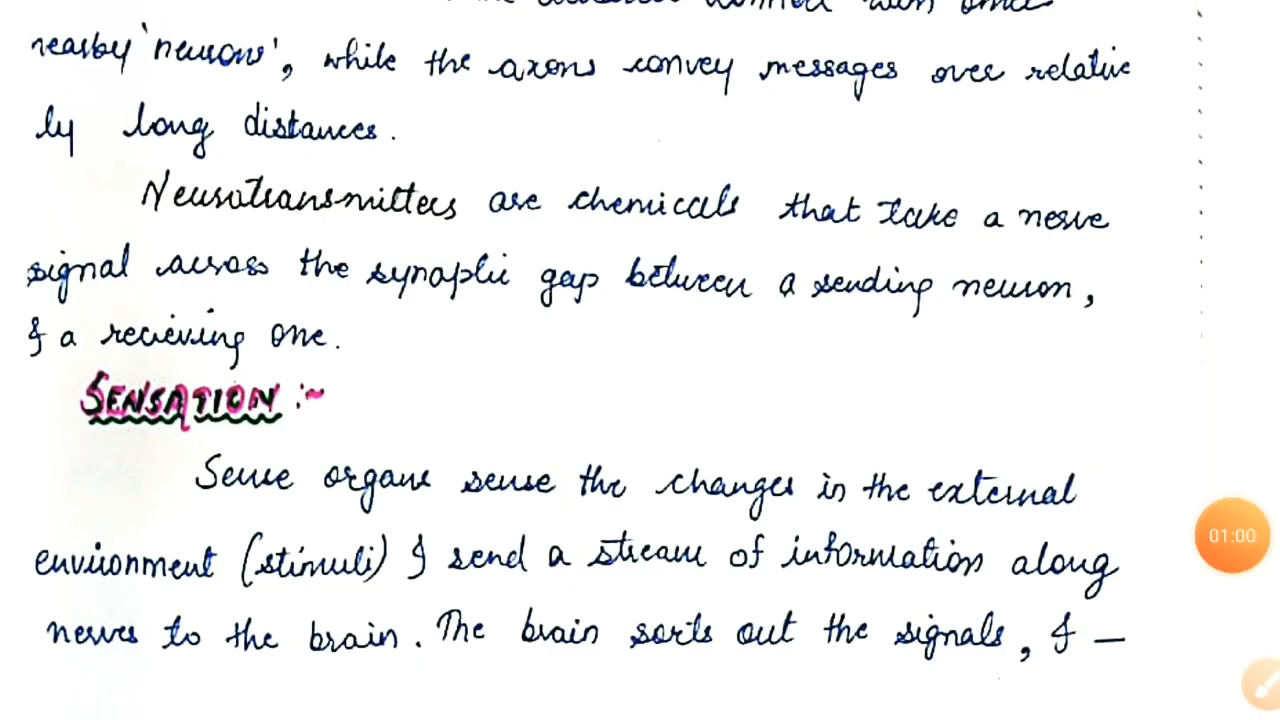 nearby 'neurons', while the axons convey messages over relative
ly long distances.
Neurotransmitters are chemicals that take a nerve
signal across the synaptic gap between a sending neuron,
& a recieving one.
SENSATION :-
Sense organs sense the changes in the external
environment (stimuli) & send a stream of information along
nerves to the brain. The brain sorts out the signals, & –
01:00